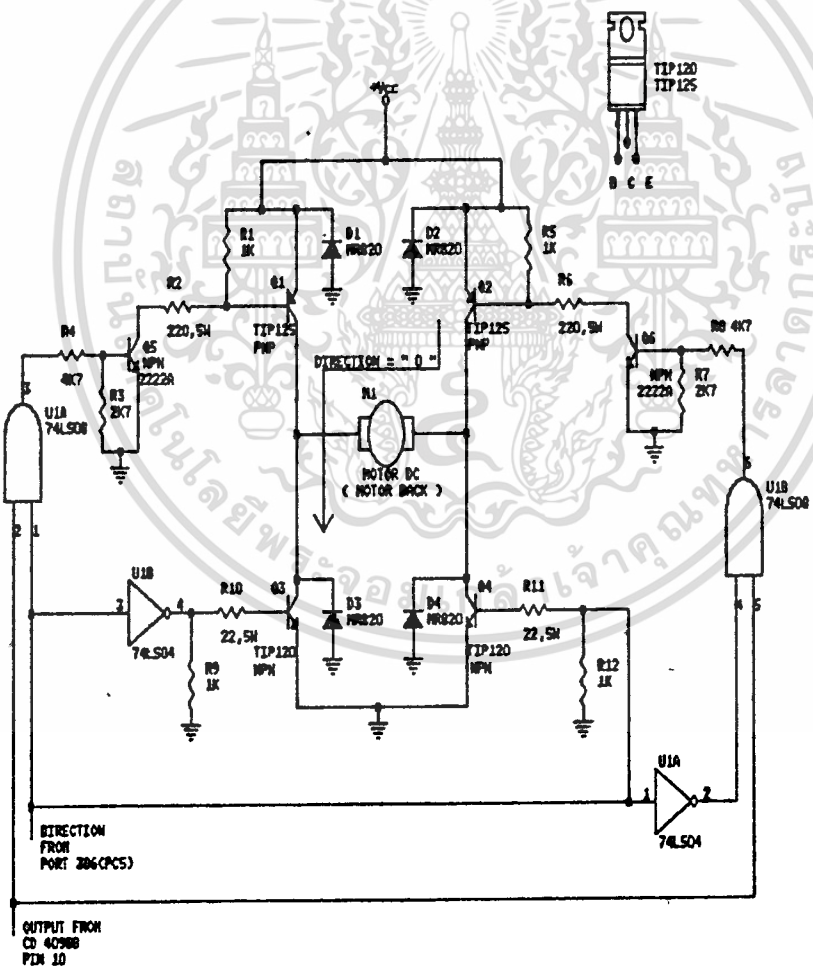 +Vcc
TIP120
TIP125
B C E
R1
1K
D1
MR820
D2
MR820
R5
1K
R2
220,5W
Q1
TIP125
PNP
Q2
TIP125
PNP
R6
220,5W
R4
4K7
Q5
NPN
2222A
R3
2K7
Q6
NPN
2222A
R8 4K7
R7
2K7
DIRECTION = " 0 "
M1
MOTOR DC
( MOTOR BACK )
3
U1A
74LS08
2
1
6
U1B
74LS08
4
5
U1B
3
4
74LS04
R10
22,5W
R9
1K
Q3
TIP120
NPN
D3
MR820
D4
MR820
Q4
TIP120
NPN
R11
22,5W
R12
1K
U1A
1
2
74LS04
DIRECTION
FROM
PORT 306(PC5)
OUTPUT FROM
CD 4098B
PIN 10